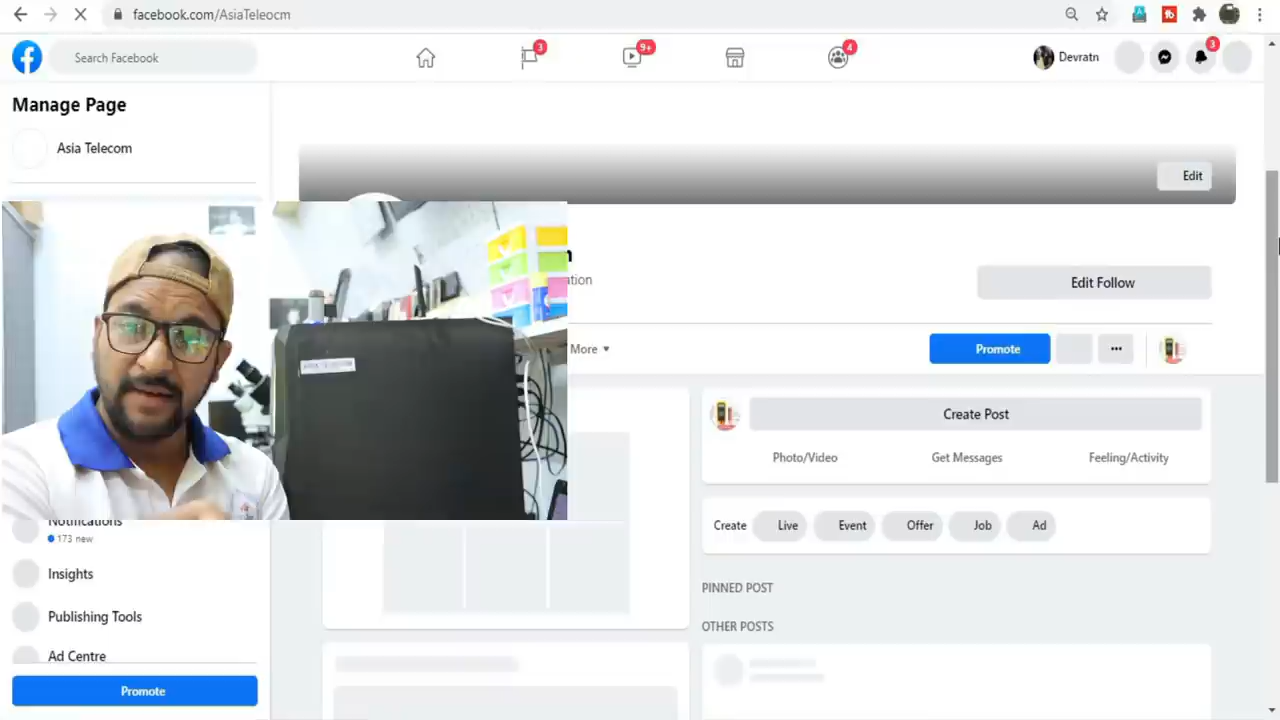 facebook.com/AsiaTeleocm
Search Facebook
3
9+
4
Devratn
3
Manage Page
Asia Telecom
Edit
Edit Follow
More
Promote
Create Post
Photo/Video
Get Messages
Feeling/Activity
Create
Live
Event
Offer
Job
Ad
Notifications
173 new
Insights
Publishing Tools
Ad Centre
Promote
PINNED POST
OTHER POSTS